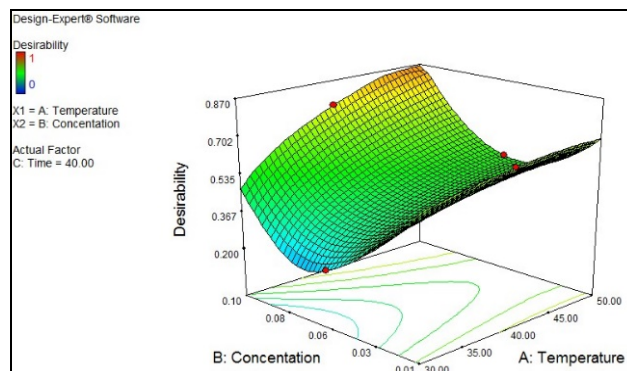 Design-Expert® Software
Desirability
1
0
X1 = A: Temperature
X2 = B: Concentation
Actual Factor
C: Time = 40.00
0.870
0.702
0.535
0.367
0.200
Desirability
0.10
0.08
0.06
0.03
0.01
B: Concentation
30.00
35.00
40.00
45.00
50.00
A: Temperature